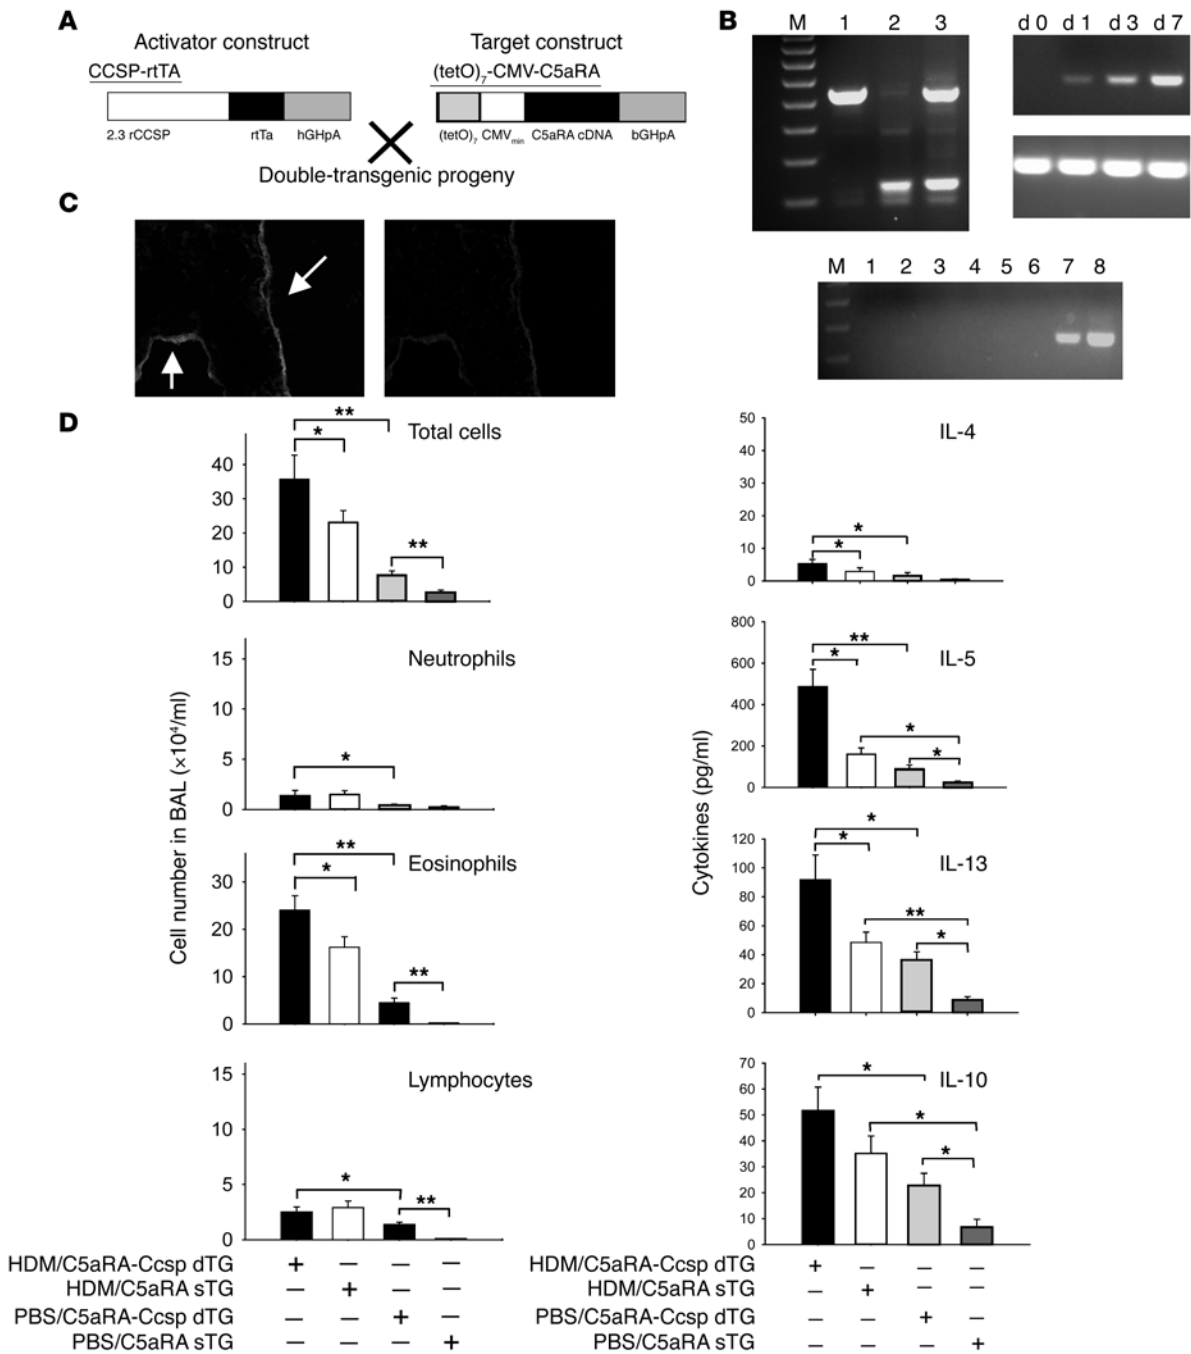 A
Activator construct
CCSP-rtTA
2.3 rCCSP rtTa hGHpA
Target construct
(tetO)7-CMV-C5aRA
(tetO)7 CMVmin C5aRA cDNA bGHpA
Double-transgenic progeny
B
M 1 2 3
d 0 d 1 d 3 d 7
M 1 2 3 4 5 6 7 8
C
D
Cell number in BAL (×10⁴/ml)
** 
*
Total cells
**
40
30
20
10
0
Neutrophils
15
10
5
0
*
**
Eosinophils
*
30
20
10
0
**
Lymphocytes
15
10
5
0
*
**
HDM/C5aRA-Ccsp dTG + – – –
HDM/C5aRA sTG – + – –
PBS/C5aRA-Ccsp dTG – – + –
PBS/C5aRA sTG – – – +
Cytokines (pg/ml)
IL-4
50
40
30
20
10
0
*
*
IL-5
800
600
400
200
0
**
*
*
*
IL-13
120
100
80
60
40
20
0
*
*
**
*
IL-10
70
60
50
40
30
20
10
0
*
*
*
HDM/C5aRA-Ccsp dTG + – – –
HDM/C5aRA sTG – + – –
PBS/C5aRA-Ccsp dTG – – + –
PBS/C5aRA sTG – – – +